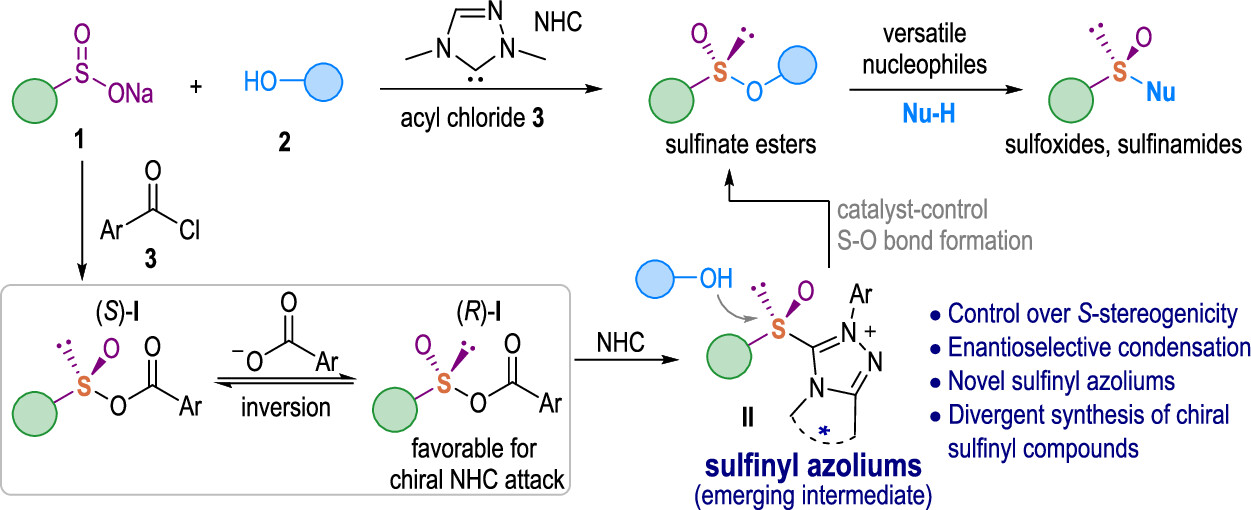 O
S
ONa
1
+
HO
2
N
N
N
NHC
acyl chloride 3
O
S
O
sulfinate esters
versatile
nucleophiles
Nu-H
O
S
Nu
sulfoxides, sulfinamides
O
Ar
Cl
3
catalyst-control
S-O bond formation
(S)-I
O
O
S
O
Ar
O
−O
Ar
inversion
(R)-I
O
O
S
O
Ar
favorable for
chiral NHC attack
NHC
OH
O
Ar
S
N
+
N
N
*
II
sulfinyl azoliums
(emerging intermediate)
• Control over S-stereogenicity
• Enantioselective condensation
• Novel sulfinyl azoliums
• Divergent synthesis of chiral
sulfinyl compounds